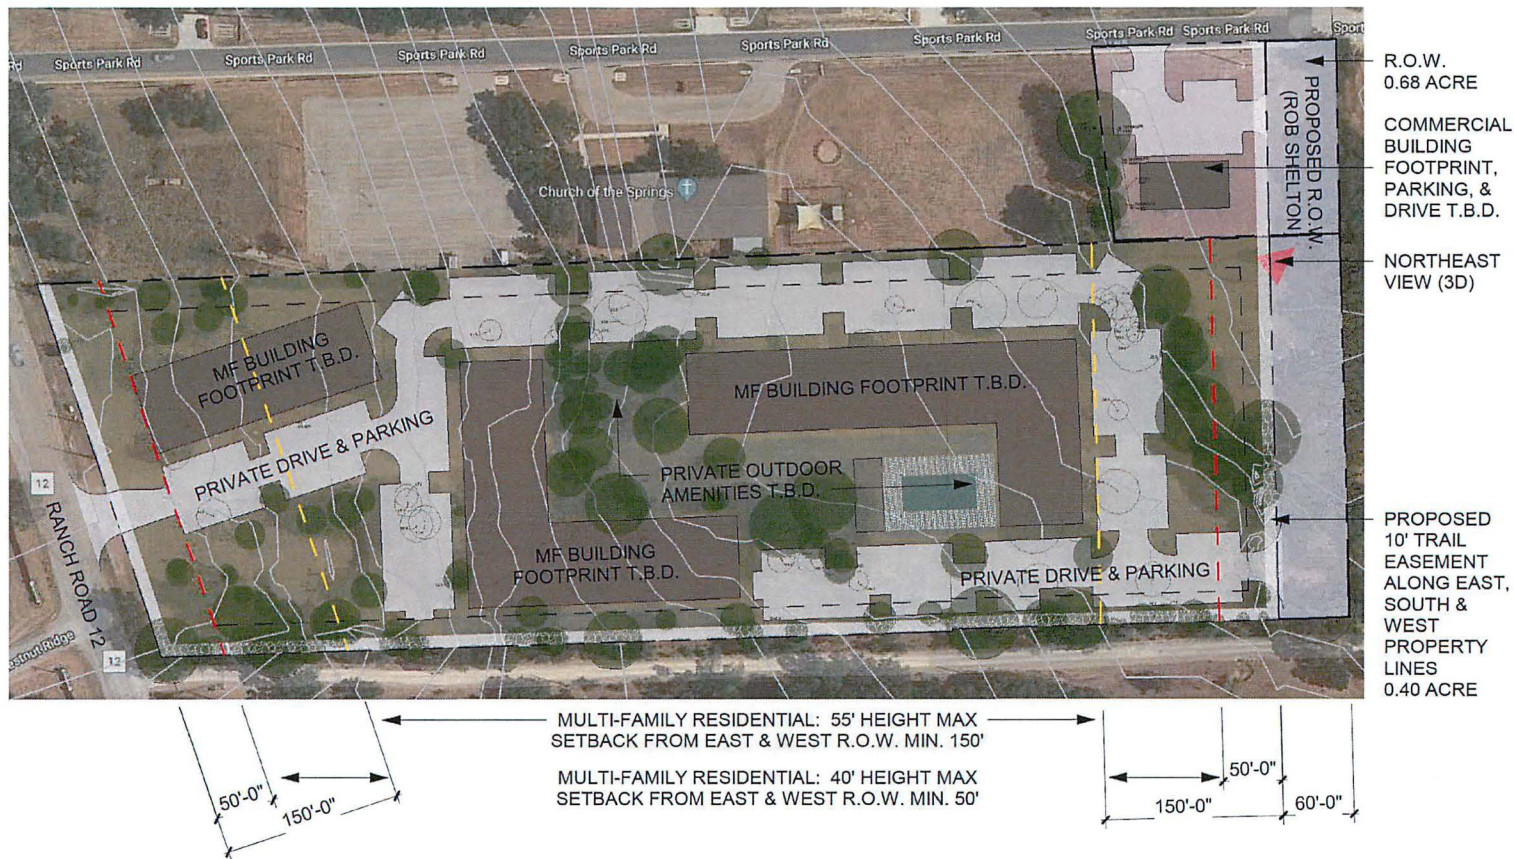 Sports Park Rd
Sports Park Rd
Sports Park Rd
Sports Park Rd
Sports Park Rd
Sports Park Rd
Sports Park Rd
Sports Park Rd
Sport
Rd
R.O.W.
0.68 ACRE
PROPOSED R.O.W.
(ROB SHELTON)
COMMERCIAL
BUILDING
FOOTPRINT,
PARKING, &
DRIVE T.B.D.
Church of the Springs
NORTHEAST
VIEW (3D)
MF BUILDING
FOOTPRINT T.B.D.
MF BUILDING FOOTPRINT T.B.D.
PRIVATE DRIVE & PARKING
PRIVATE OUTDOOR
AMENITIES T.B.D.
12
RANCH ROAD 12
MF BUILDING
FOOTPRINT T.B.D.
PRIVATE DRIVE & PARKING
PROPOSED
10' TRAIL
EASEMENT
ALONG EAST,
SOUTH &
WEST
PROPERTY
LINES
0.40 ACRE
estnut Ridge
12
MULTI-FAMILY RESIDENTIAL: 55' HEIGHT MAX
SETBACK FROM EAST & WEST R.O.W. MIN. 150'
MULTI-FAMILY RESIDENTIAL: 40' HEIGHT MAX
SETBACK FROM EAST & WEST R.O.W. MIN. 50'
50'-0"
150'-0"
50'-0"
150'-0"
60'-0"